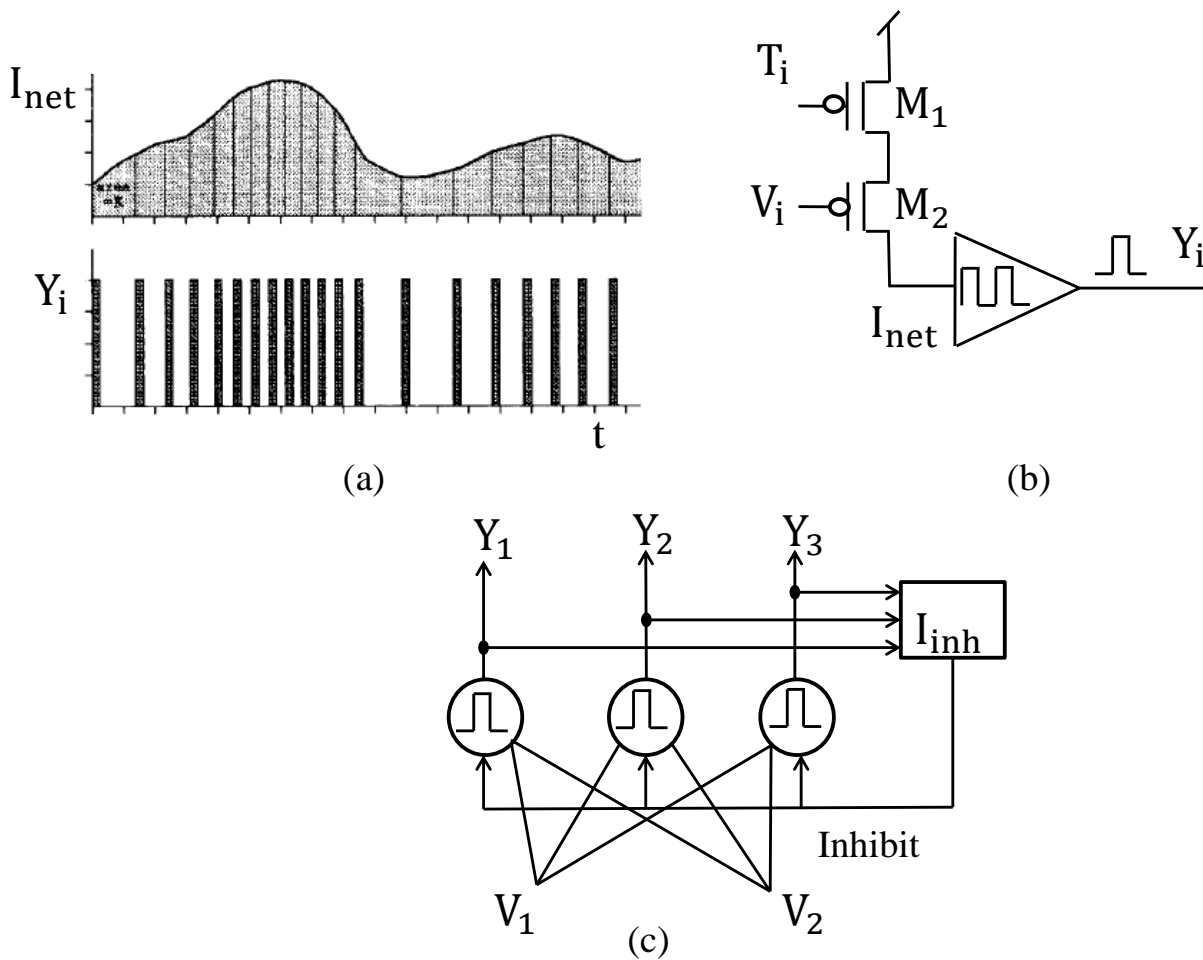 I_net
Y_i
t
(a)
T_i
M_1
V_i
M_2
I_net
Y_i
(b)
Y_1 Y_2 Y_3
I_inh
Inhibit
V_1 V_2
(c)